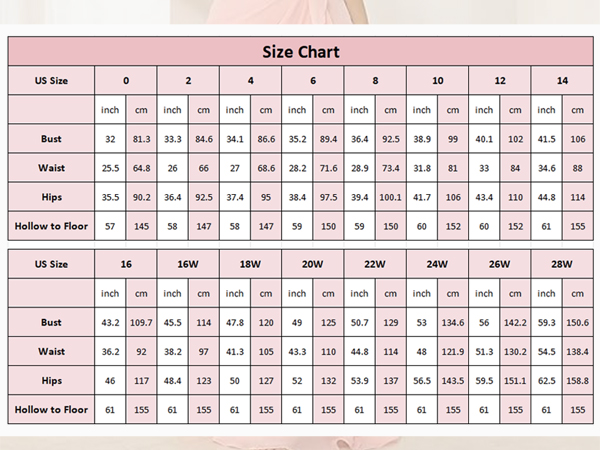 Size Chart
US Size 0 2 4 6 8 10 12 14
inch cm inch cm inch cm inch cm inch cm inch cm inch cm inch cm
Bust 32 81.3 33.3 84.6 34.1 86.6 35.2 89.4 36.4 92.5 38.9 99 40.1 102 41.5 106
Waist 25.5 64.8 26 66 27 68.6 28.2 71.6 28.9 73.4 31.8 81 33 84 34.6 88
Hips 35.5 90.2 36.4 92.5 37.4 95 38.4 97.5 39.4 100.1 41.7 106 43.4 110 44.8 114
Hollow to Floor 57 145 58 147 58 147 59 150 59 150 60 152 60 152 61 155
US Size 16 16W 18W 20W 22W 24W 26W 28W
inch cm inch cm inch cm inch cm inch cm inch cm inch cm inch cm
Bust 43.2 109.7 45.5 114 47.8 120 49 125 50.7 129 53 134.6 56 142.2 59.3 150.6
Waist 36.2 92 38.2 97 41.3 105 43.3 110 44.8 114 48 121.9 51.3 130.2 54.5 138.4
Hips 46 117 48.4 123 50 127 52 132 53.9 137 56.5 143.5 59.5 151.1 62.5 158.8
Hollow to Floor 61 155 61 155 61 155 61 155 61 155 61 155 61 155 61 155